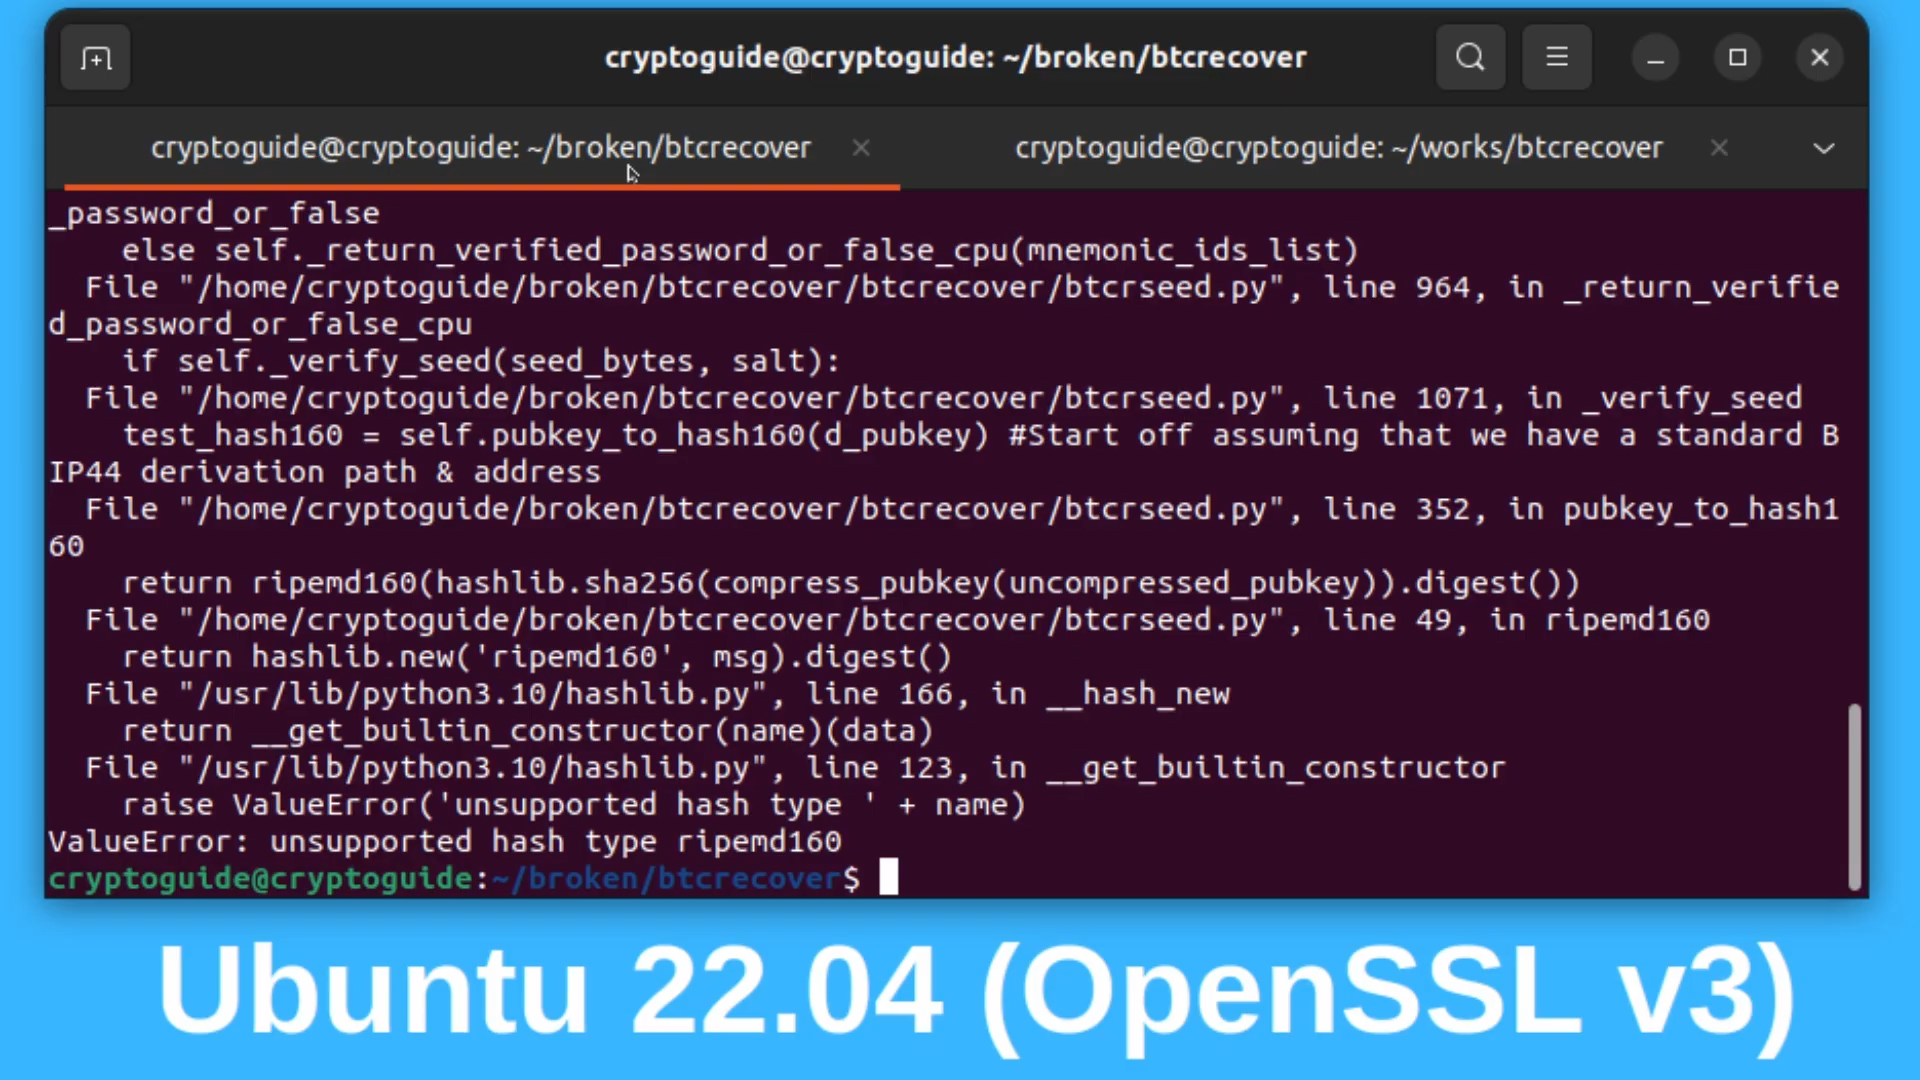 cryptoguide@cryptoguide: ~/broken/btcrecover
cryptoguide@cryptoguide: ~/broken/btcrecover
cryptoguide@cryptoguide: ~/works/btcrecover
_password_or_false
    else self._return_verified_password_or_false_cpu(mnemonic_ids_list)
  File "/home/cryptoguide/broken/btcrecover/btcrecover/btcrseed.py", line 964, in _return_verifie
d_password_or_false_cpu
    if self._verify_seed(seed_bytes, salt):
  File "/home/cryptoguide/broken/btcrecover/btcrecover/btcrseed.py", line 1071, in _verify_seed
    test_hash160 = self.pubkey_to_hash160(d_pubkey) #Start off assuming that we have a standard B
IP44 derivation path & address
  File "/home/cryptoguide/broken/btcrecover/btcrecover/btcrseed.py", line 352, in pubkey_to_hash1
60
    return ripemd160(hashlib.sha256(compress_pubkey(uncompressed_pubkey)).digest())
  File "/home/cryptoguide/broken/btcrecover/btcrecover/btcrseed.py", line 49, in ripemd160
    return hashlib.new('ripemd160', msg).digest()
  File "/usr/lib/python3.10/hashlib.py", line 166, in __hash_new
    return __get_builtin_constructor(name)(data)
  File "/usr/lib/python3.10/hashlib.py", line 123, in __get_builtin_constructor
    raise ValueError('unsupported hash type ' + name)
ValueError: unsupported hash type ripemd160
cryptoguide@cryptoguide:~/broken/btcrecover$
Ubuntu 22.04 (OpenSSL v3)